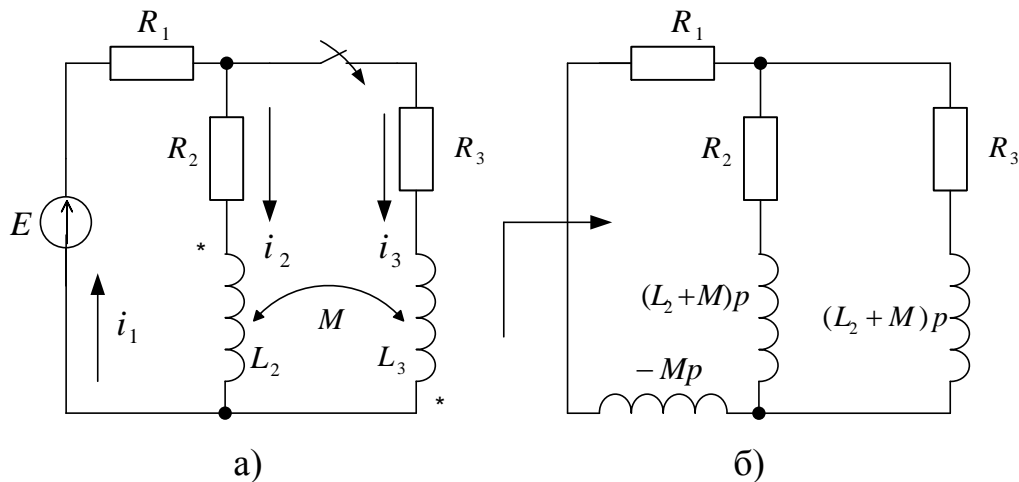 R₁
R₂
R₃
E
i₁
i₂
i₃
*
M
L₂
L₃
*
а)
R₁
R₂
R₃
(L₂+M)p
(L₂ + M) p
− Mp
б)